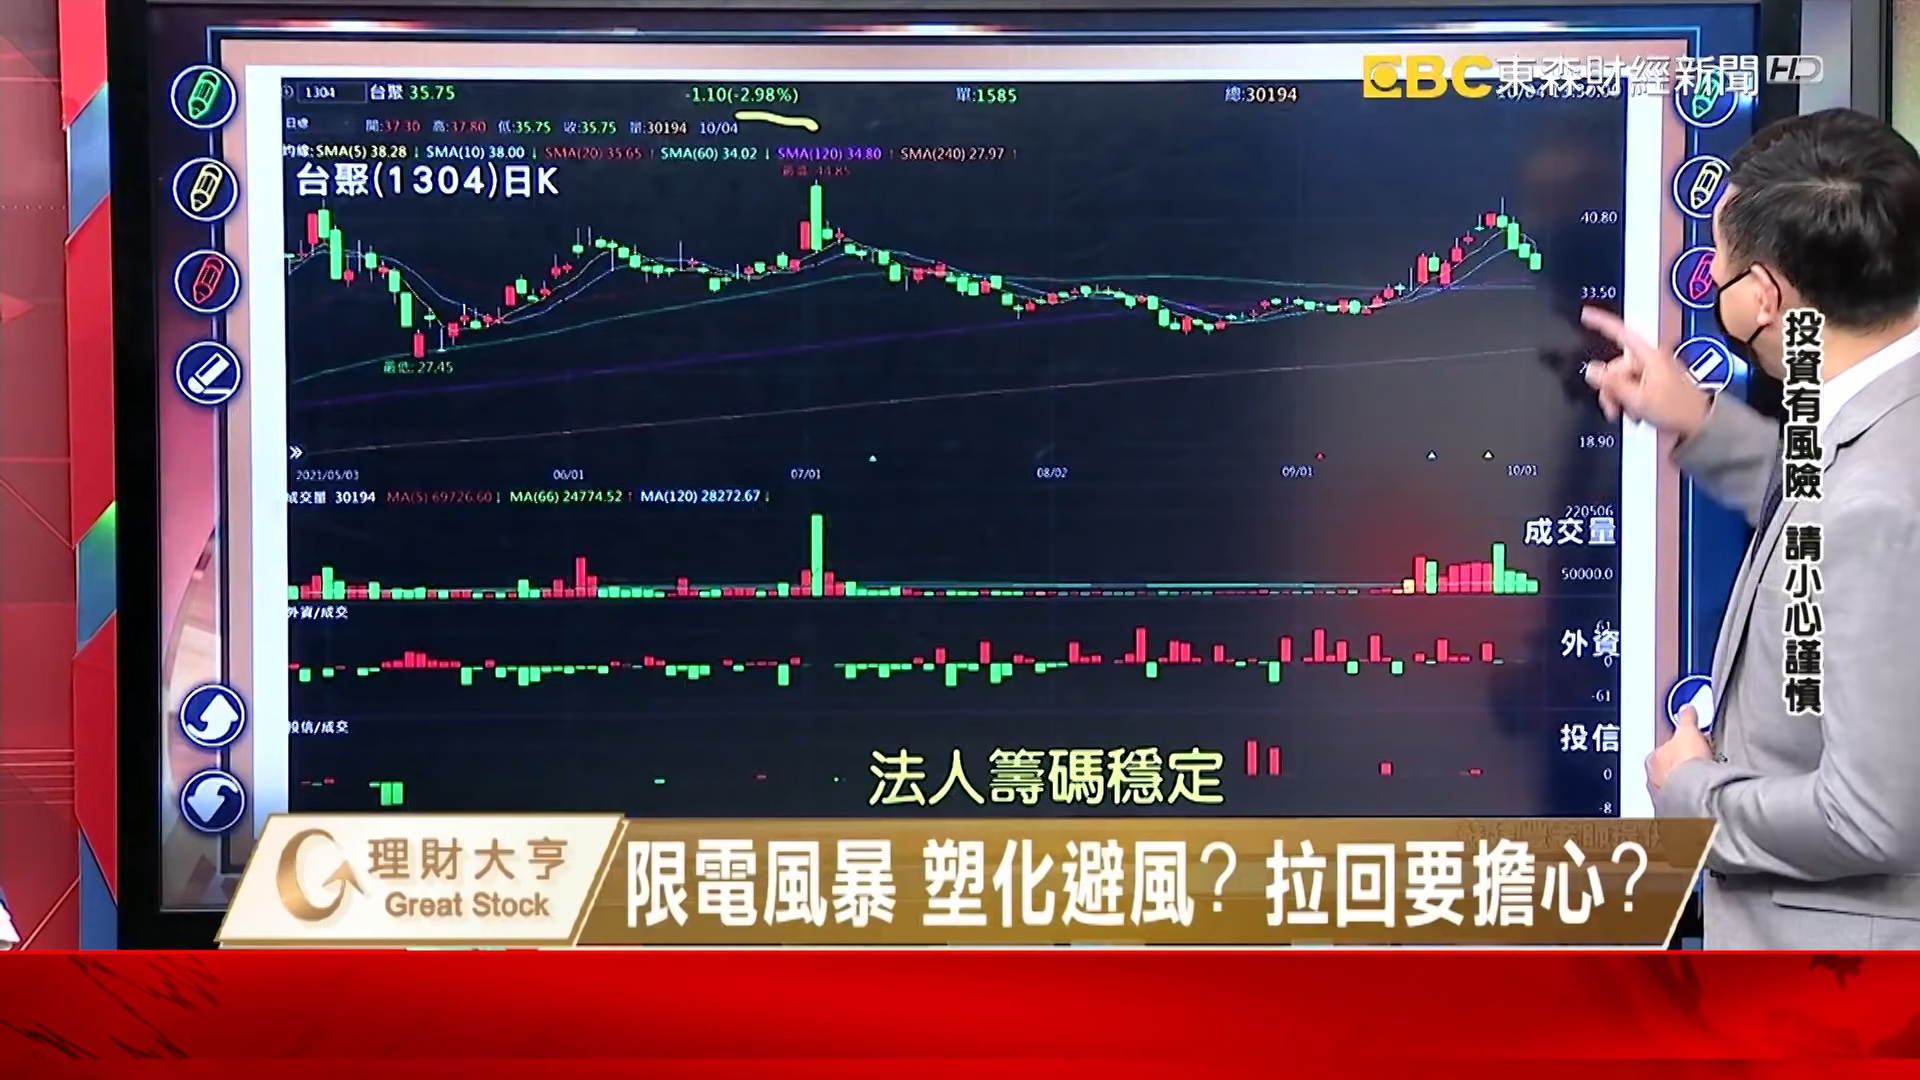 EBC 東森財經新聞 HD
1304 台聚 35.75 -1.10(-2.98%) 單:1585 總:30194
日線 開:37.30 高:37.80 低:35.75 收:35.75 量:30194 10/04
均線: SMA(5) 38.28 ↓ SMA(10) 38.00 ↓ SMA(20) 35.65 ↑ SMA(60) 34.02 ↓ SMA(120) 34.80 ↑ SMA(240) 27.97 ↑
最高: 44.85
台聚(1304)日K
40.80
33.50
最低: 27.45
18.90
2021/05/03 06/01 07/01 08/02 09/01 10/01
成交量 30194 MA(5) 69726.60 ↓ MA(66) 24774.52 ↑ MA(120) 28272.67 ↓
220506
成交量
50000.0
外資/成交
61
外資
0
-61
投信/成交
投信
0
-8
法人籌碼穩定
理財大亨
Great Stock
限電風暴 塑化避風? 拉回要擔心?
投資有風險 請小心謹慎